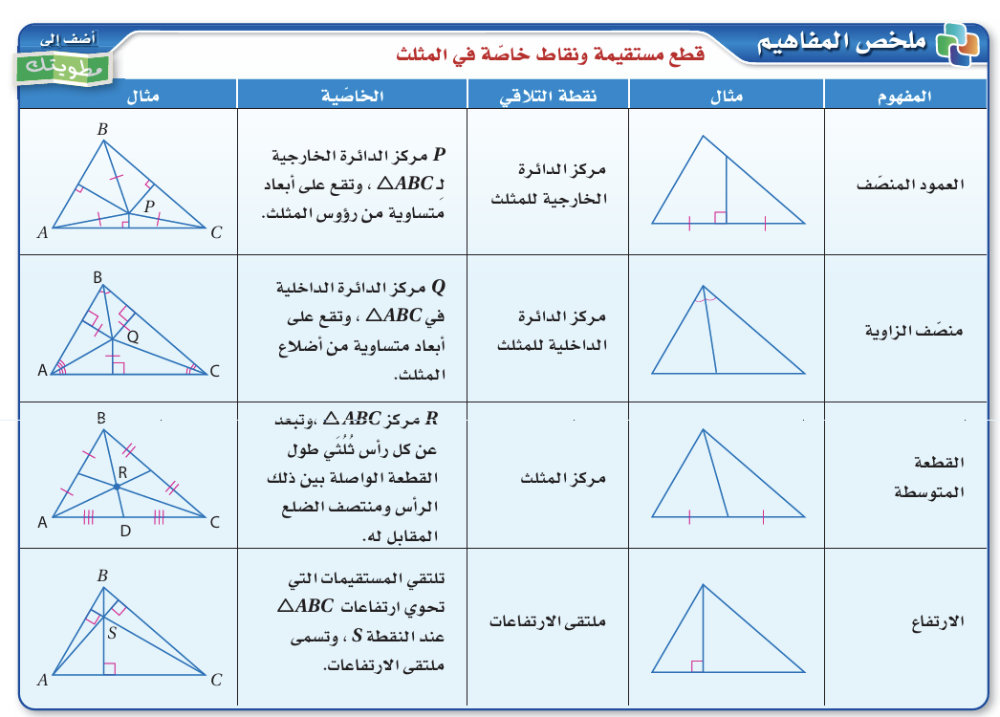 ملخص المفاهيم
أضف إلى
مطويتك
قطع مستقيمة ونقاط خاصّة في المثلث
المفهوم
مثال
نقطة التلاقي
الخاصّية
مثال
العمود المنصّف
مركز الدائرة
الخارجية للمثلث
P مركز الدائرة الخارجية
لـ △ABC ، وتقع على أبعاد
متساوية من رؤوس المثلث.
B
P
A
C
منصّف الزاوية
مركز الدائرة
الداخلية للمثلث
Q مركز الدائرة الداخلية
في △ABC ، وتقع على
أبعاد متساوية من أضلاع
المثلث.
B
Q
A
C
القطعة
المتوسطة
مركز المثلث
R مركز △ABC ،وتبعد
عن كل رأس ثُلُثَي طول
القطعة الواصلة بين ذلك
الرأس ومنتصف الضلع
المقابل له.
B
R
A
D
C
الارتفاع
ملتقى الارتفاعات
تلتقي المستقيمات التي
تحوي ارتفاعات △ABC
عند النقطة S ، وتسمى
ملتقى الارتفاعات.
B
S
A
C